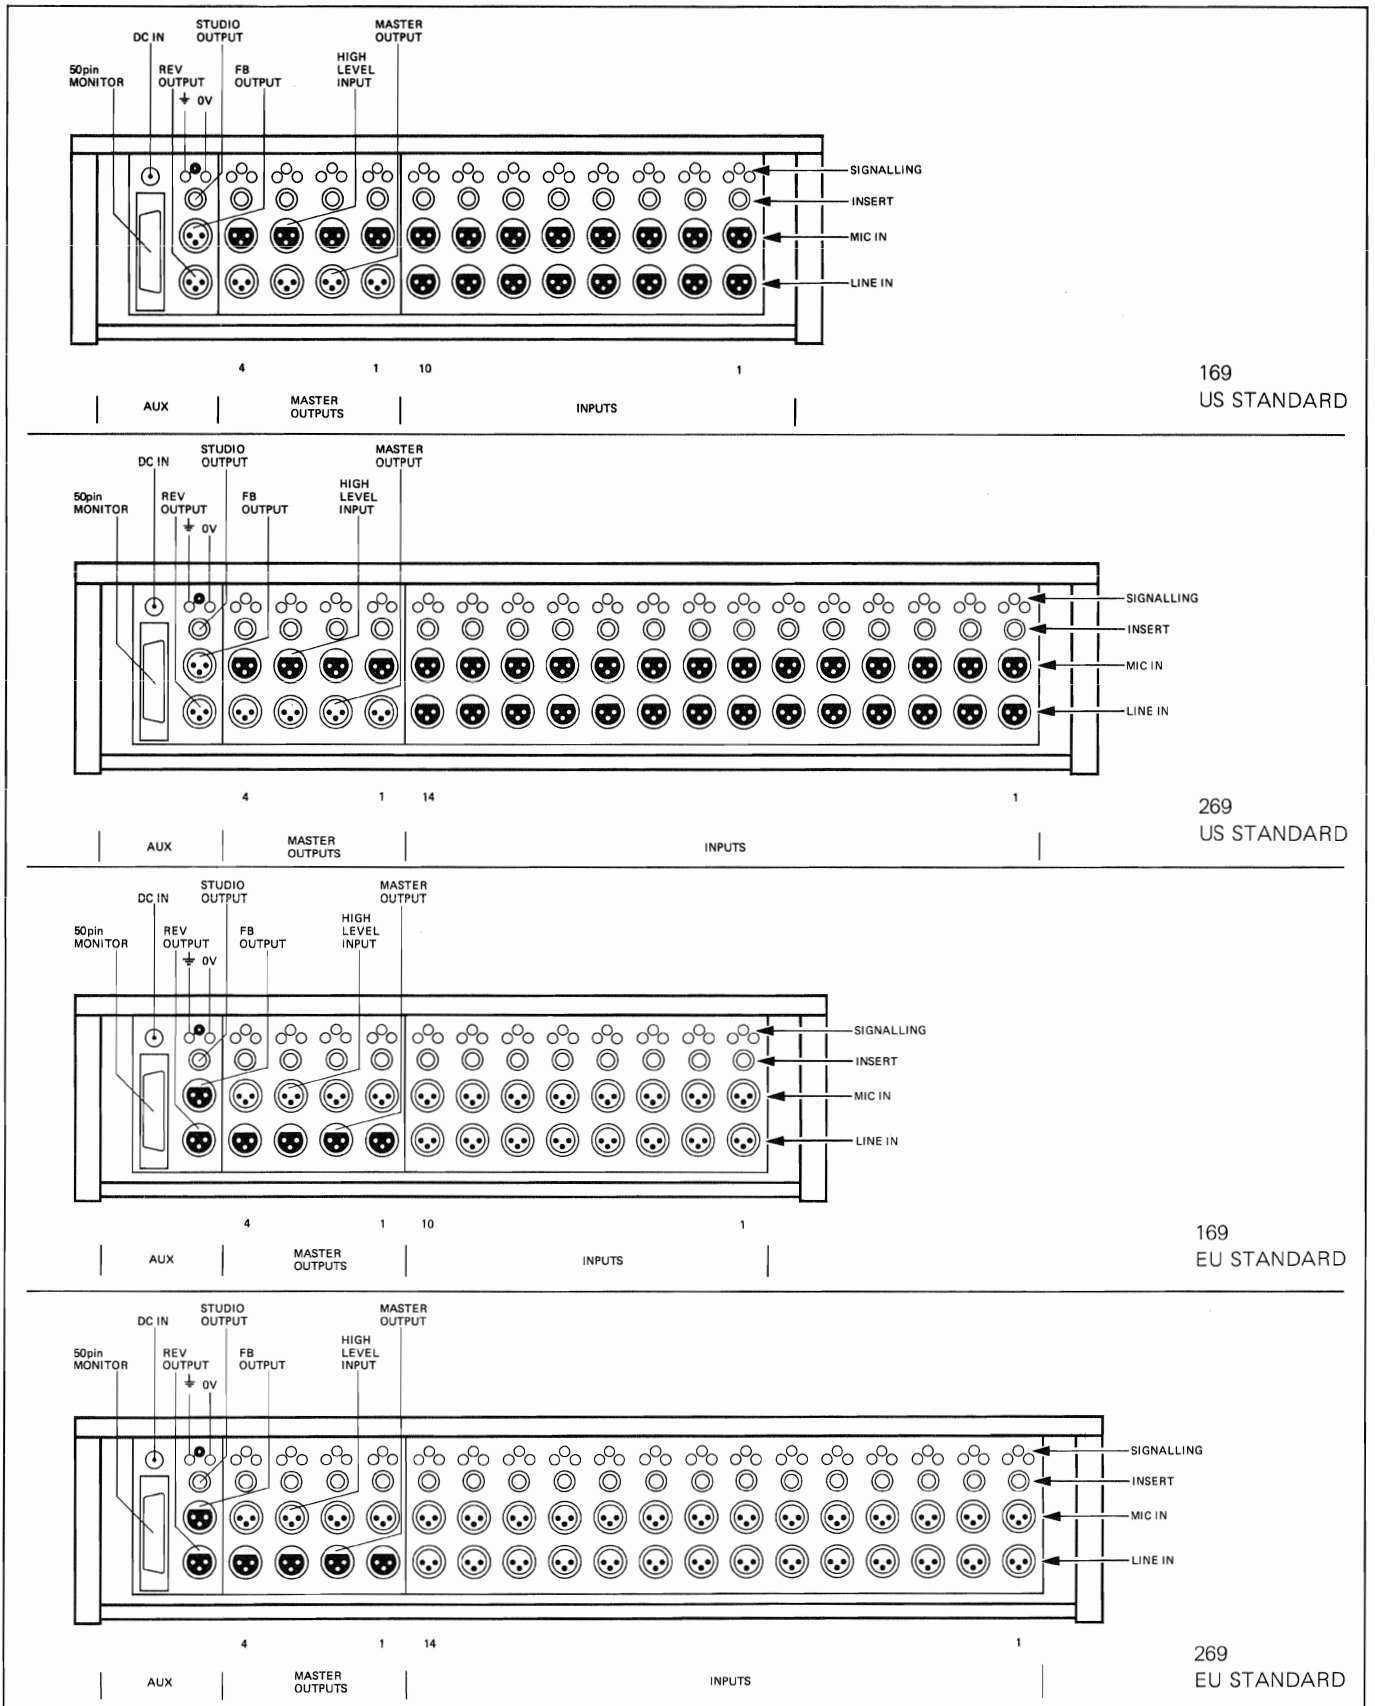 STUDIO
OUTPUT
MASTER
OUTPUT
DC IN
HIGH
LEVEL
INPUT
50pin
MONITOR
REV
OUTPUT
FB
OUTPUT
0V
SIGNALLING
INSERT
MIC IN
LINE IN
4 1 10 1
169
US STANDARD
AUX
MASTER
OUTPUTS
INPUTS
STUDIO
OUTPUT
MASTER
OUTPUT
DC IN
HIGH
LEVEL
INPUT
50pin
MONITOR
REV
OUTPUT
FB
OUTPUT
0V
SIGNALLING
INSERT
MIC IN
LINE IN
4 1 14 1
269
US STANDARD
AUX
MASTER
OUTPUTS
INPUTS
STUDIO
OUTPUT
MASTER
OUTPUT
DC IN
HIGH
LEVEL
INPUT
50pin
MONITOR
REV
OUTPUT
FB
OUTPUT
0V
SIGNALLING
INSERT
MIC IN
LINE IN
4 1 10 1
169
EU STANDARD
AUX
MASTER
OUTPUTS
INPUTS
STUDIO
OUTPUT
MASTER
OUTPUT
DC IN
HIGH
LEVEL
INPUT
50pin
MONITOR
REV
OUTPUT
FB
OUTPUT
0V
SIGNALLING
INSERT
MIC IN
LINE IN
4 1 14 1
269
EU STANDARD
AUX
MASTER
OUTPUTS
INPUTS